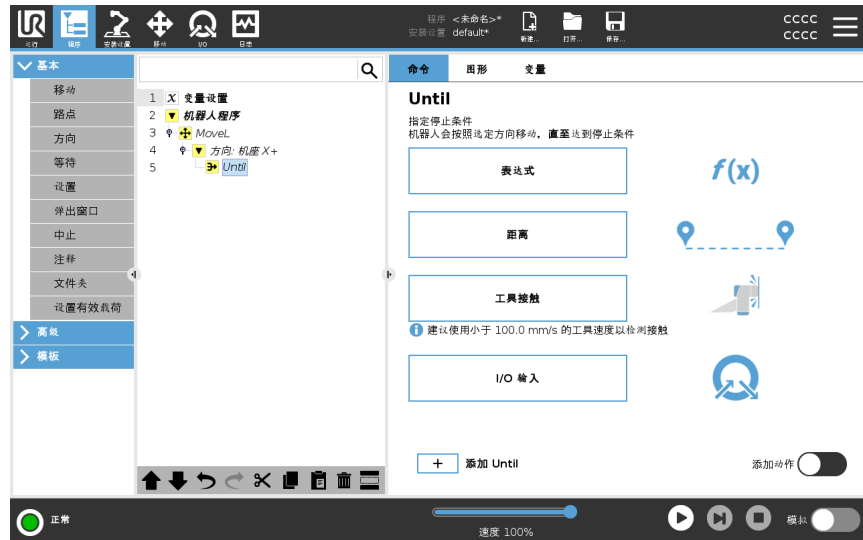 UR
运行
程序
安装设置
移动
I/O
日志
程序 <未命名>*
安装设置 default*
新建...
打开...
保存...
CCCC
CCCC
基本
移动
路点
方向
等待
设置
弹出窗口
中止
注释
文件夹
设置有效载荷
高级
模板
1 X 变量设置
2 机器人程序
3 MoveL
4 方向: 机座 X+
5 Until
命令 图形 变量
Until
指定停止条件
机器人会按照选定方向移动，直至达到停止条件
表达式
f(x)
距离
工具接触
建议使用小于 100.0 mm/s 的工具速度以检测接触
I/O 输入
+ 添加 Until
添加动作
正常
速度 100%
模拟